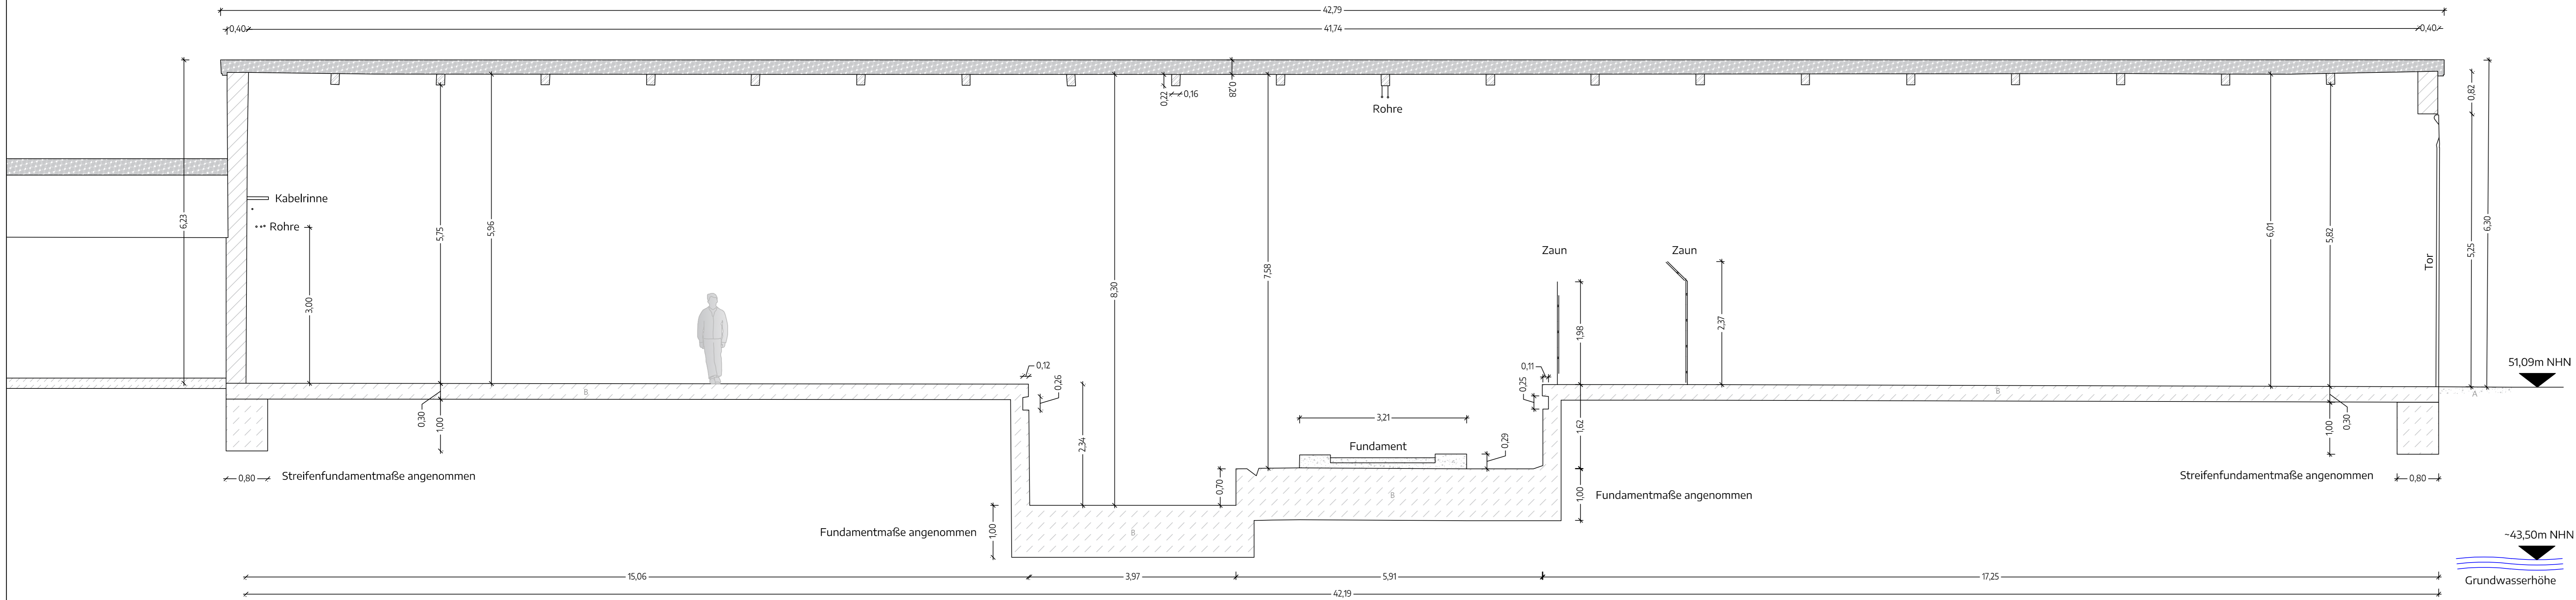 42,79
0,40
41,74
0,40
6,23
5,75
5,96
8,30
0,22
0,16
0,28
7,58
Rohre
6,01
5,82
0,82
6,30
5,25
Kabelrinne
Rohre
3,00
Zaun
Zaun
1,98
2,37
Tor
51,09m NHN
0,12
0,26
0,11
0,25
B
B
A
0,30
1,00
2,34
3,21
Fundament
0,29
1,62
1,00
0,30
0,80
Streifenfundamentmaße angenommen
0,70
B
1,00
Fundamentmaße angenommen
Streifenfundamentmaße angenommen
0,80
Fundamentmaße angenommen
1,00
B
~43,50m NHN
Grundwasserhöhe
15,06
3,97
5,91
17,25
42,19